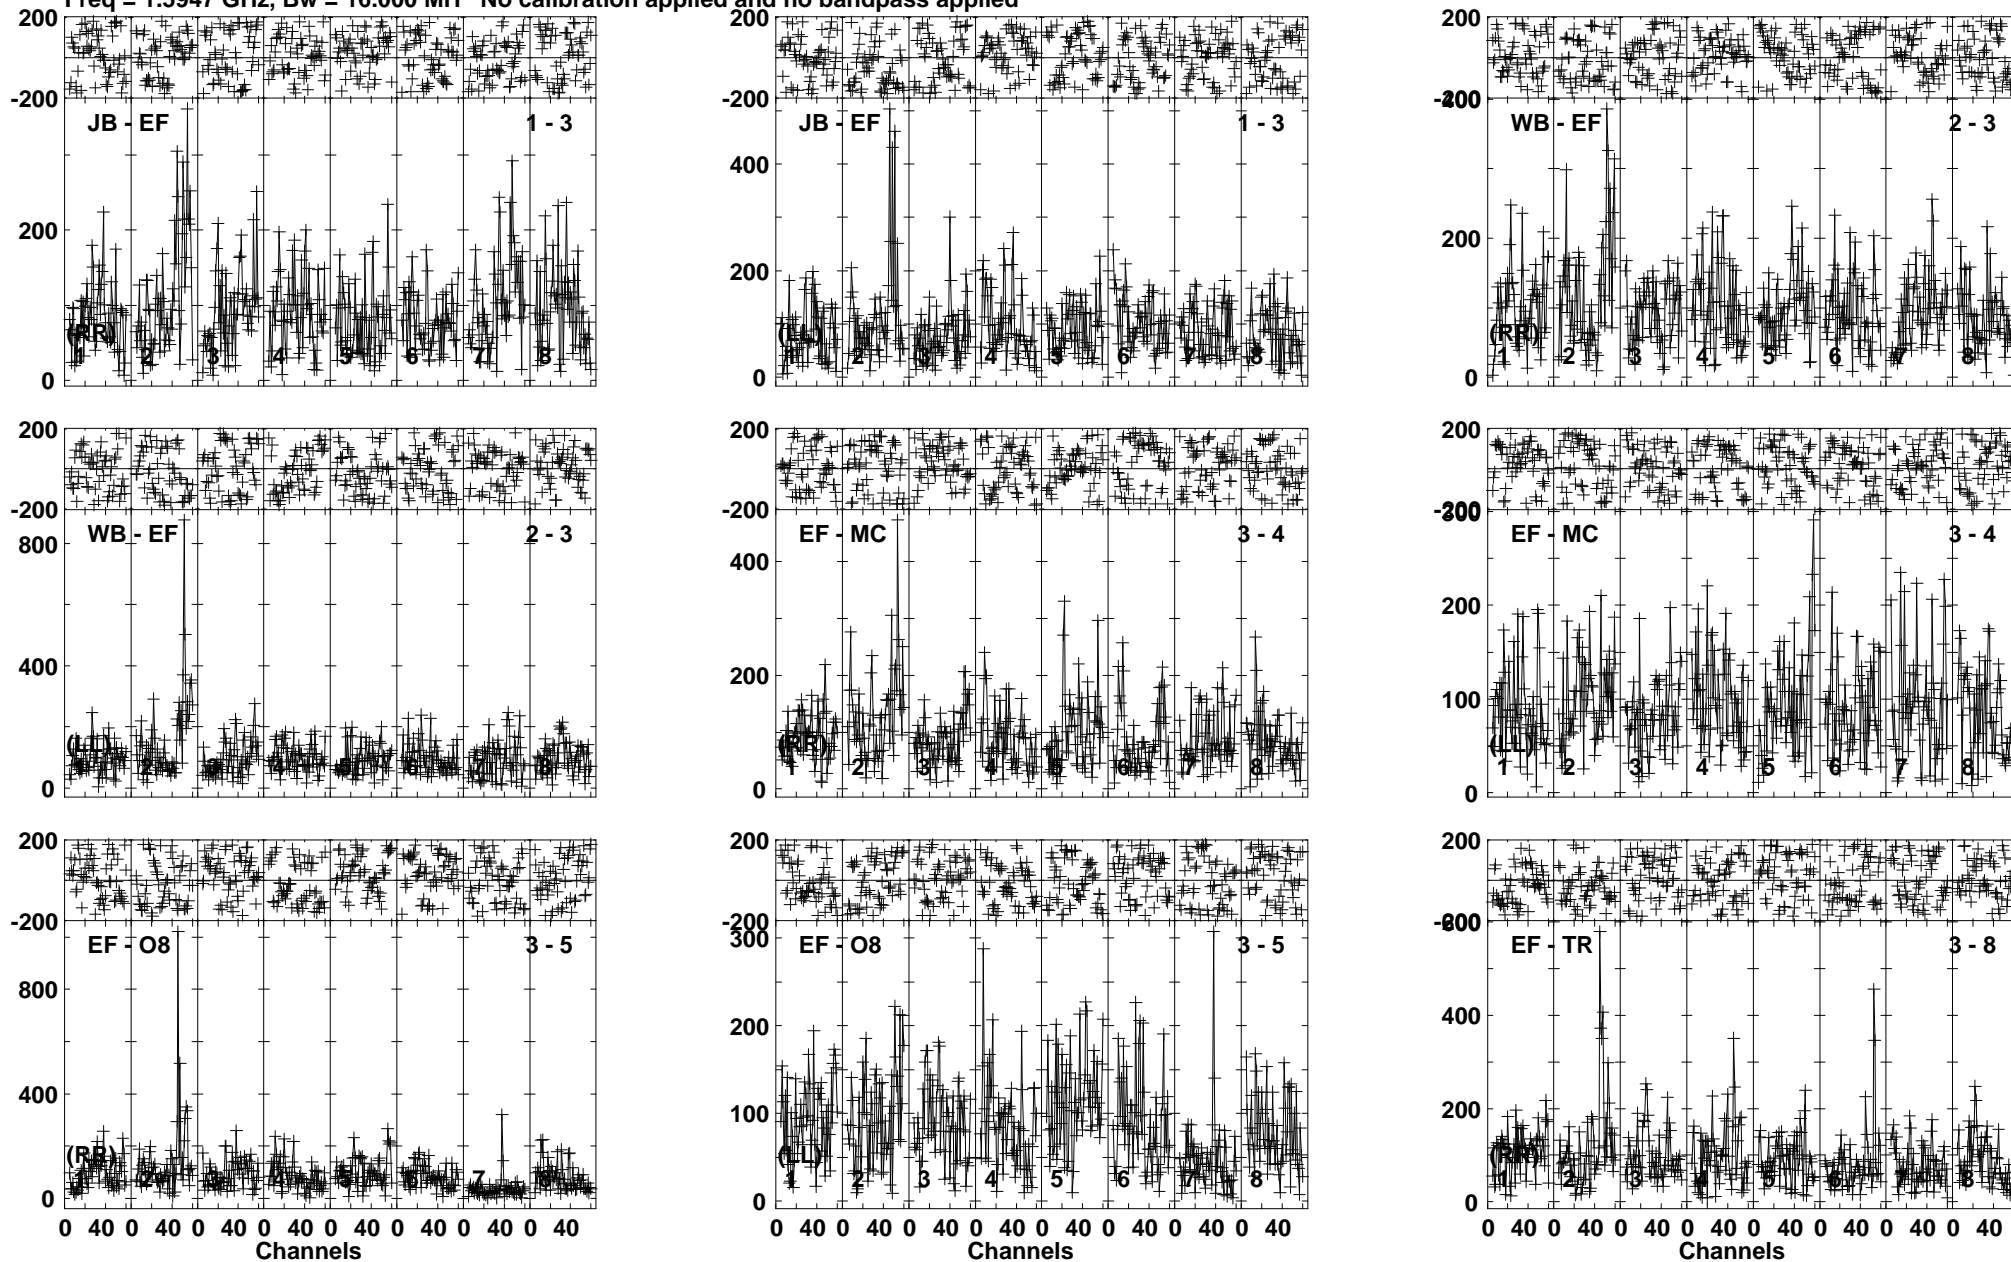 Freq = 1.5947 GHz, Bw = 16.000 MH No calibration applied and no bandpass applied
200 200 200
-200 -200 -200
400
JB - EF 1 - 3 JB - EF 1 - 3 WB - EF 2 - 3
400
200 200 200
(RR) (LL) (RR)
1 2 3 4 5 6 7 8 1 2 3 4 5 6 7 8 1 2 3 4 5 6 7 8
0 0 0
200 200 200
-200 -200 -200
300
WB - EF 2 - 3 EF - MC 3 - 4 EF - MC 3 - 4
800 400 200
400 200 100
(LL) (RR) (LL)
1 2 3 4 5 6 7 8 1 2 3 4 5 6 7 8 1 2 3 4 5 6 7 8
0 0 0
200 200 200
-200 -200 -200
300 600
EF - O8 3 - 5 EF - O8 3 - 5 EF - TR 3 - 8
800 200 400
400 100 200
(RR) (LL) (RR)
1 2 3 4 5 6 7 8 1 2 3 4 5 6 7 8 1 2 3 4 5 6 7 8
0 0 0
0 40 0 40 0 40 0 40 0 40 0 40 0 40 0 40 0 40 0 40 0 40 0 40 0 40 0 40 0 40 0 40 0 40 0 40 0 40 0 40 0 40 0 40 0 40 0 40
Channels Channels Channels